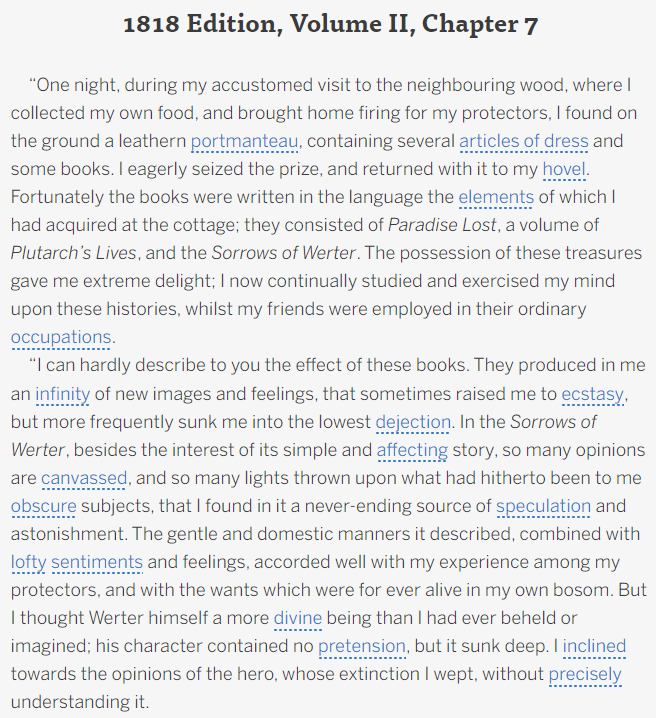 1818 Edition, Volume II, Chapter 7
“One night, during my accustomed visit to the neighbouring wood, where I
collected my own food, and brought home firing for my protectors, I found on
the ground a leathern portmanteau, containing several articles of dress and
some books. I eagerly seized the prize, and returned with it to my hovel.
Fortunately the books were written in the language the elements of which I
had acquired at the cottage; they consisted of Paradise Lost, a volume of
Plutarch’s Lives, and the Sorrows of Werter. The possession of these treasures
gave me extreme delight; I now continually studied and exercised my mind
upon these histories, whilst my friends were employed in their ordinary
occupations.
“I can hardly describe to you the effect of these books. They produced in me
an infinity of new images and feelings, that sometimes raised me to ecstasy,
but more frequently sunk me into the lowest dejection. In the Sorrows of
Werter, besides the interest of its simple and affecting story, so many opinions
are canvassed, and so many lights thrown upon what had hitherto been to me
obscure subjects, that I found in it a never-ending source of speculation and
astonishment. The gentle and domestic manners it described, combined with
lofty sentiments and feelings, accorded well with my experience among my
protectors, and with the wants which were for ever alive in my own bosom. But
I thought Werter himself a more divine being than I had ever beheld or
imagined; his character contained no pretension, but it sunk deep. I inclined
towards the opinions of the hero, whose extinction I wept, without precisely
understanding it.